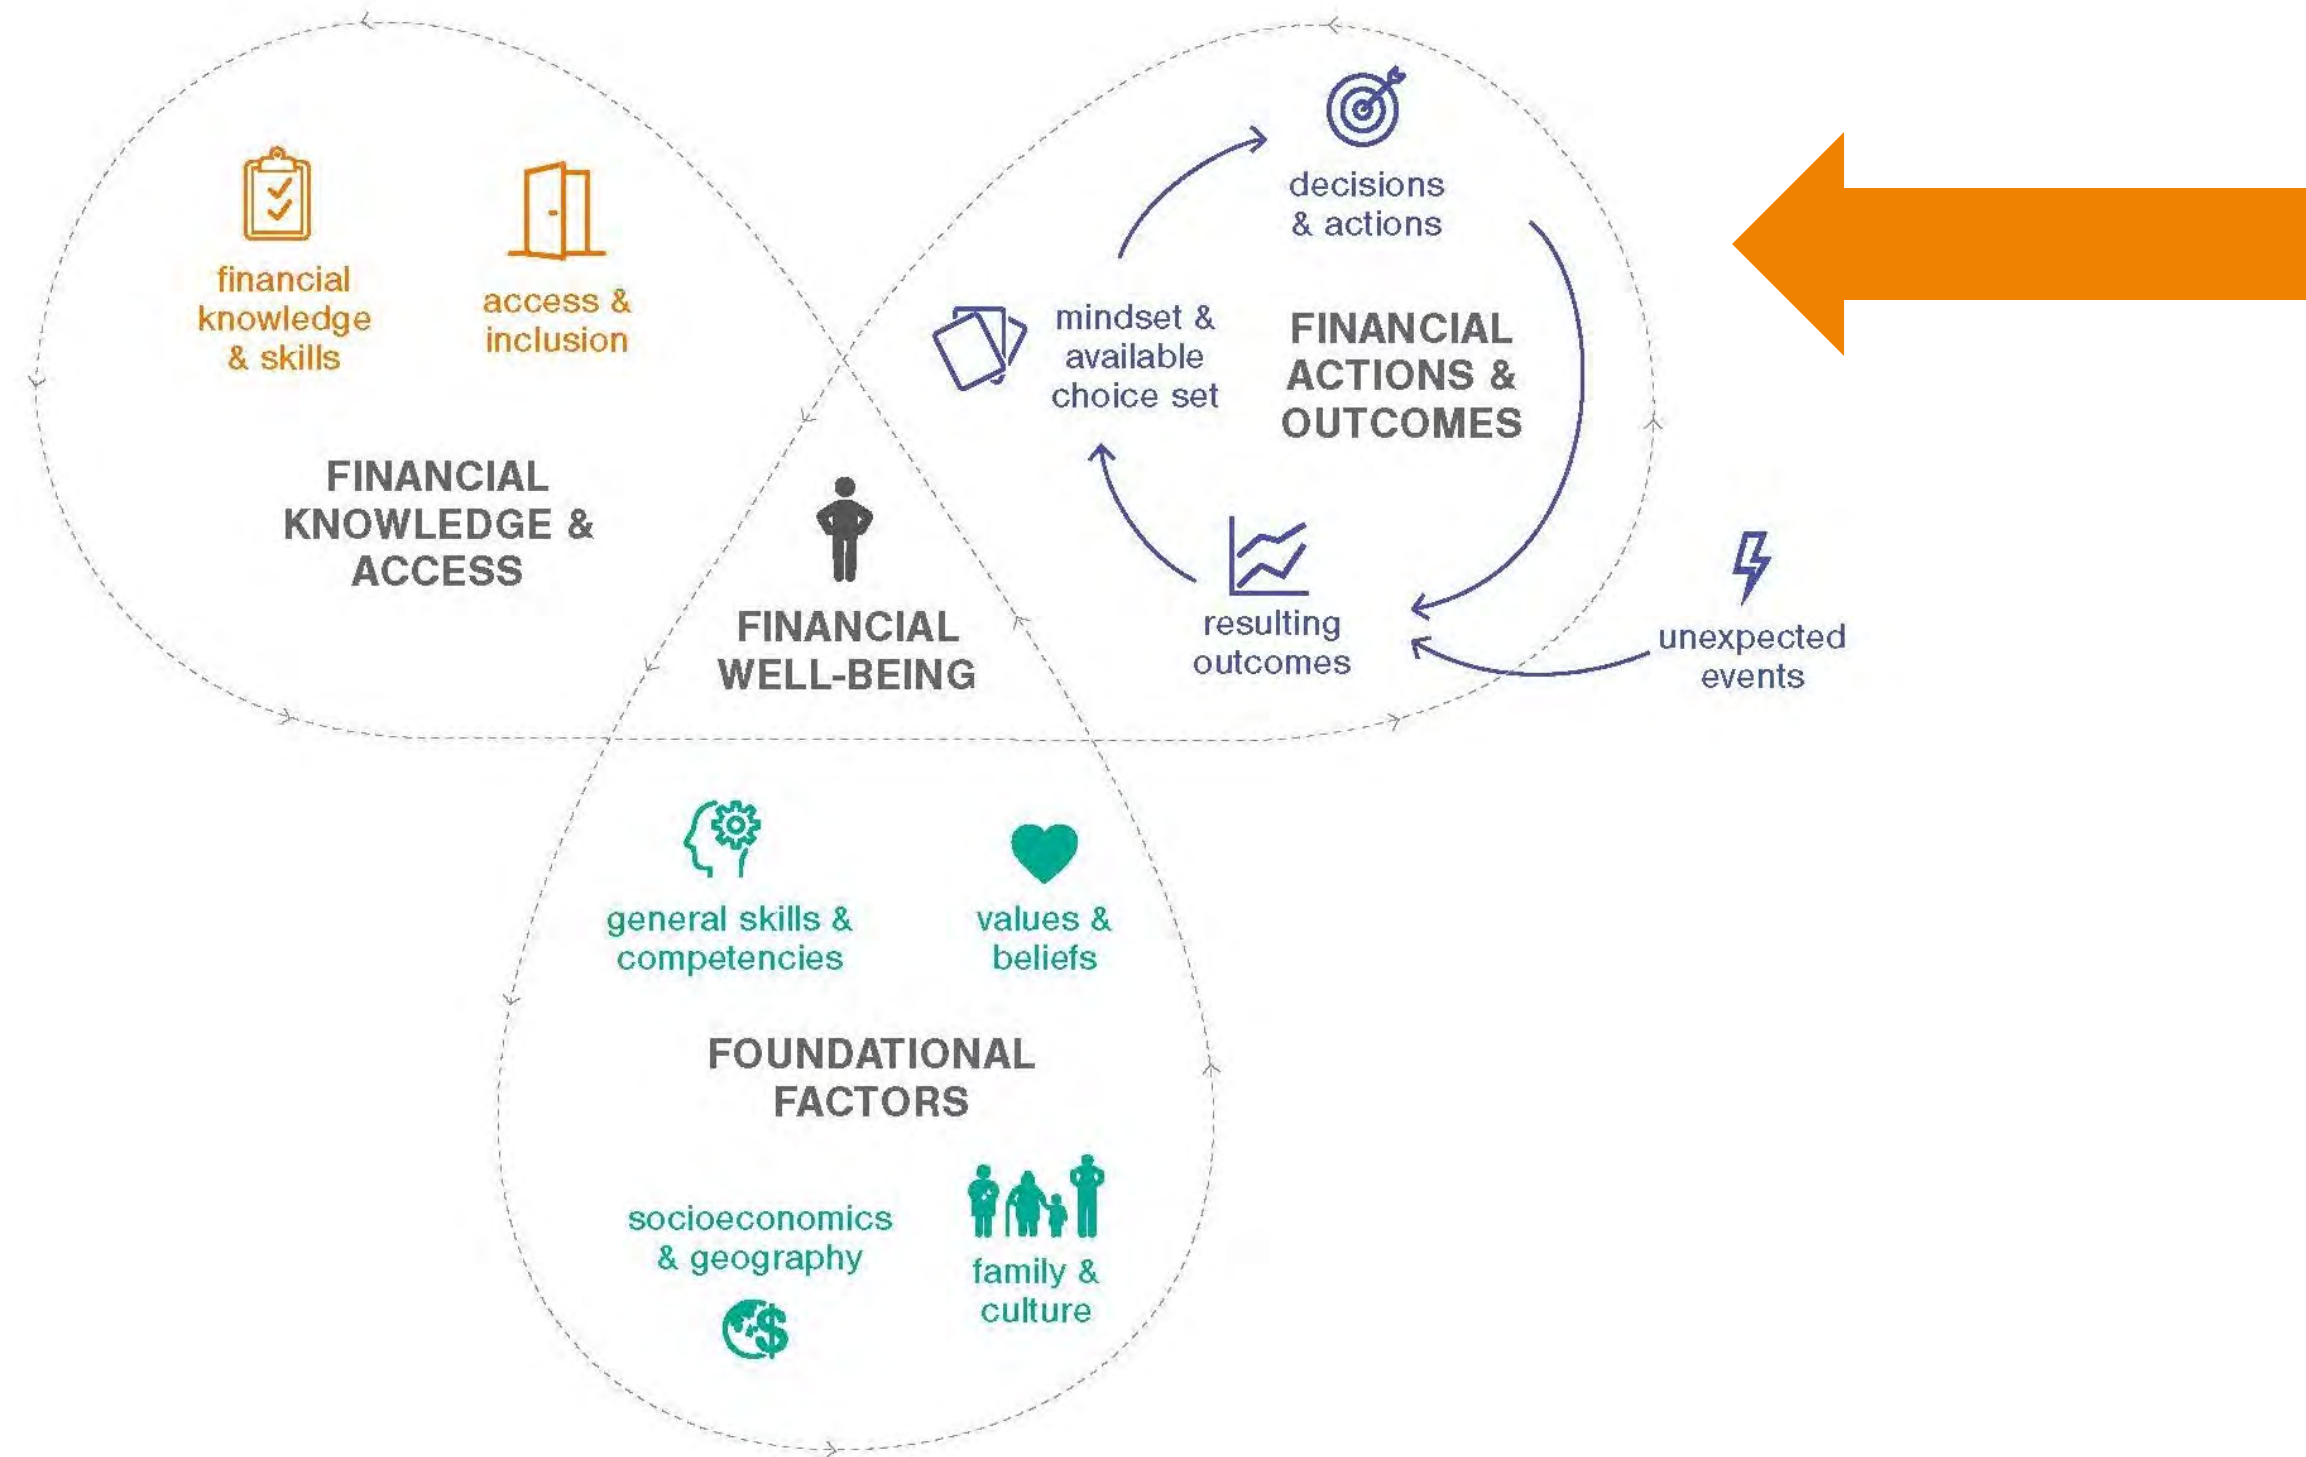 financial
knowledge
& skills
access &
inclusion
FINANCIAL
KNOWLEDGE &
ACCESS
decisions
& actions
mindset &
available
choice set
FINANCIAL
ACTIONS &
OUTCOMES
resulting
outcomes
unexpected
events
FINANCIAL
WELL-BEING
general skills &
competencies
values &
beliefs
FOUNDATIONAL
FACTORS
socioeconomics
& geography
$
family &
culture